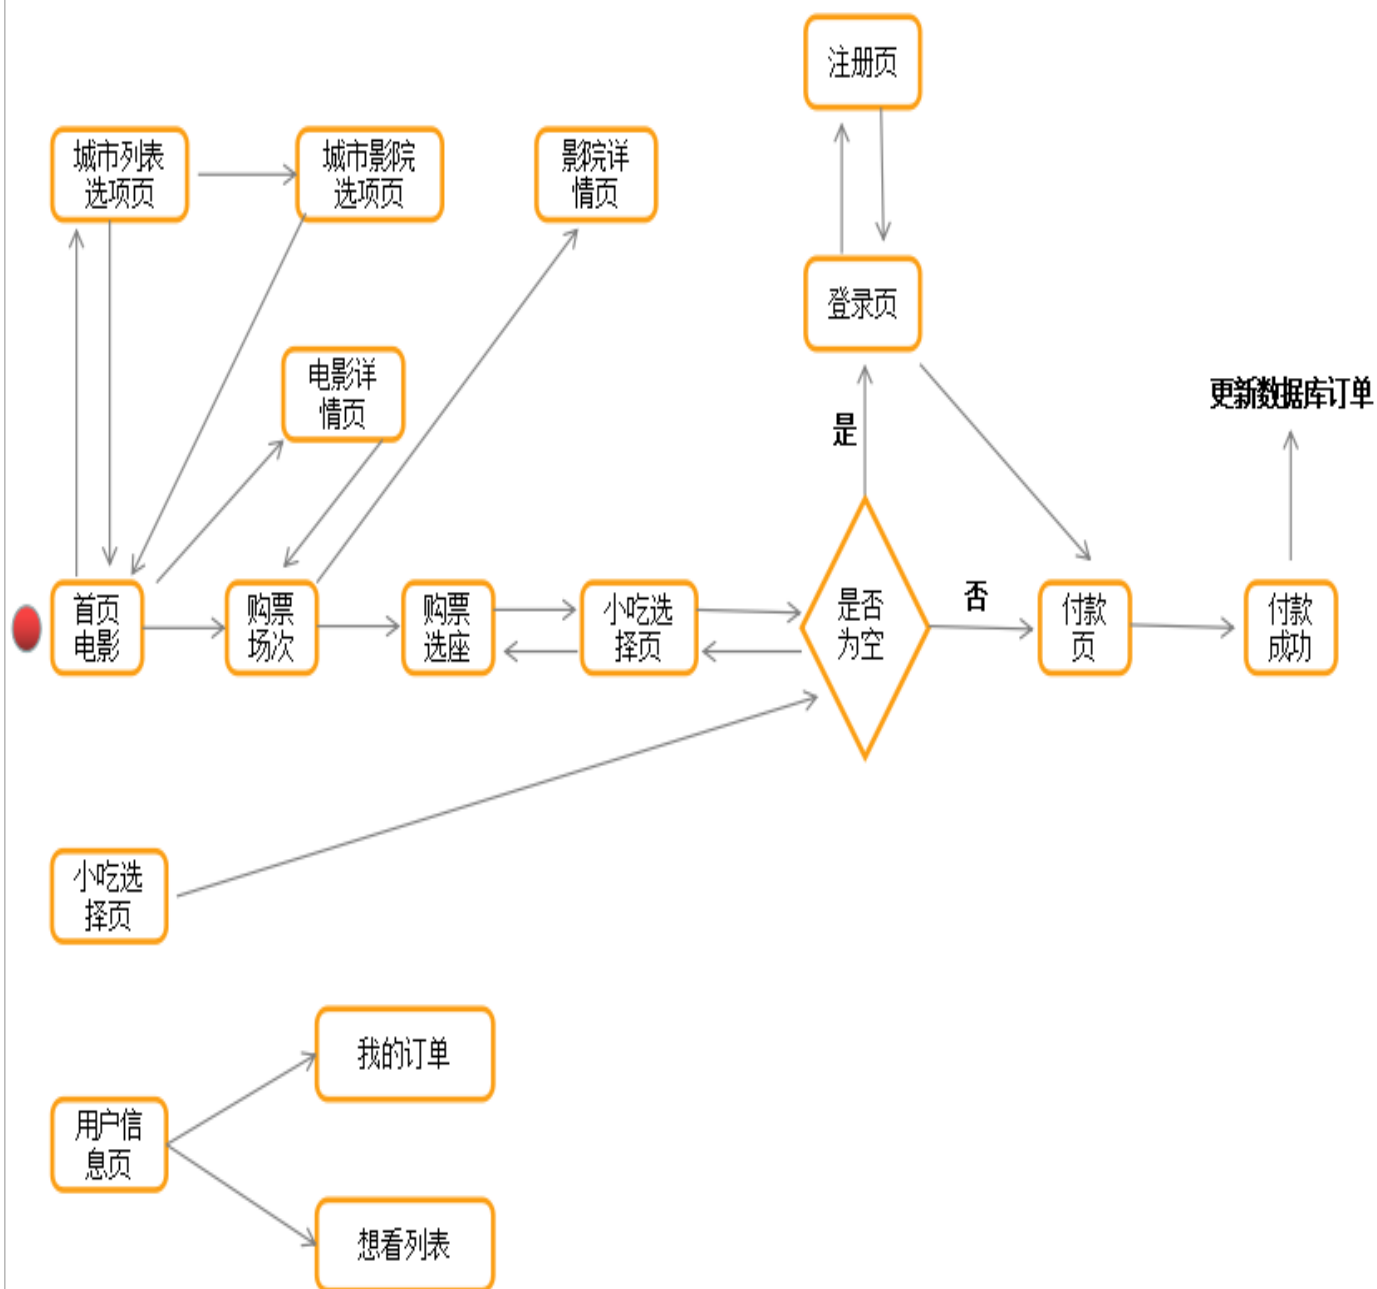 注册页
城市列表
选项页
城市影院
选项页
影院详
情页
登录页
电影详
情页
更新数据库订单
是
首页
电影
购票
场次
购票
选座
小吃选
择页
是否
为空
否
付款
页
付款
成功
小吃选
择页
我的订单
用户信
息页
想看列表